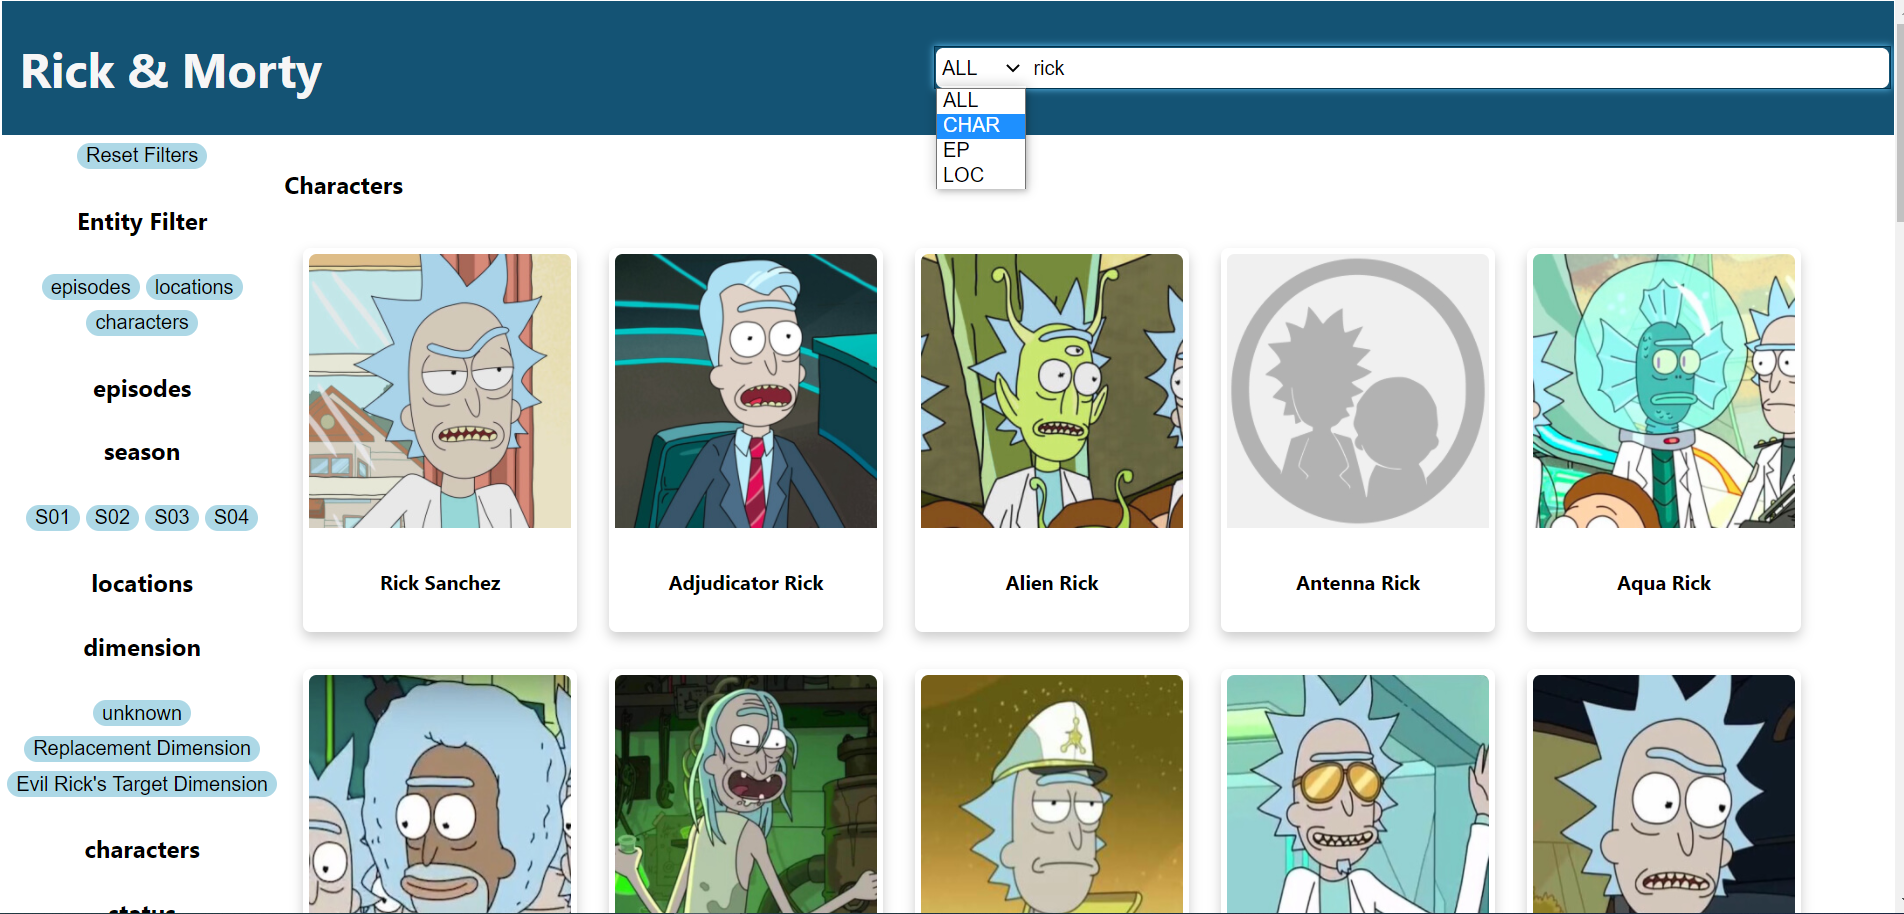 Rick & Morty
ALL rick
ALL
CHAR
EP
LOC
Reset Filters
Entity Filter
episodes locations
characters
episodes
season
S01 S02 S03 S04
locations
dimension
unknown
Replacement Dimension
Evil Rick's Target Dimension
characters
status
Characters
Rick Sanchez
Adjudicator Rick
Alien Rick
Antenna Rick
Aqua Rick